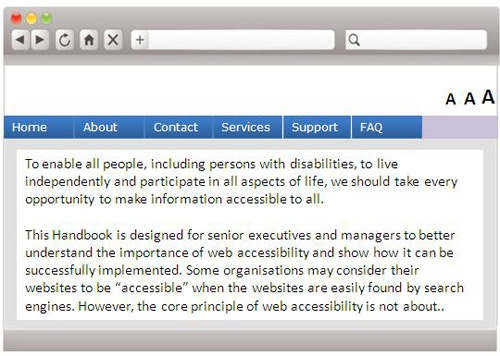 A A A
Home About Contact Services Support FAQ
To enable all people, including persons with disabilities, to live
independently and participate in all aspects of life, we should take every
opportunity to make information accessible to all.
This Handbook is designed for senior executives and managers to better
understand the importance of web accessibility and show how it can be
successfully implemented. Some organisations may consider their
websites to be “accessible” when the websites are easily found by search
engines. However, the core principle of web accessibility is not about..